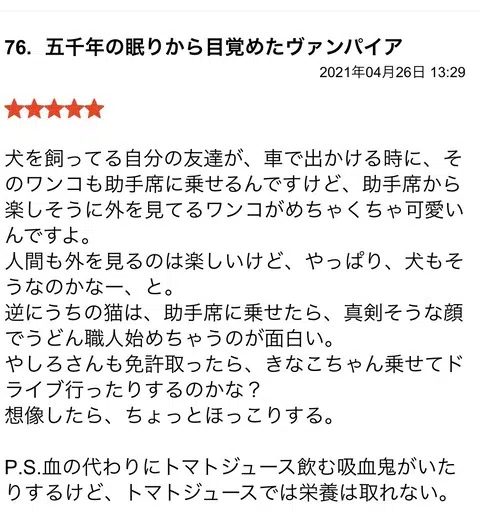 76. 五千年の眠りから目覚めたヴァンパイア
2021年04月26日 13:29
★★★★★
犬を飼ってる自分の友達が、車で出かける時に、そ
のワンコも助手席に乗せるんですけど、助手席から
楽しそうに外を見てるワンコがめちゃくちゃ可愛い
んですよ。
人間も外を見るのは楽しいけど、やっぱり、犬もそ
うなのかなー、と。
逆にうちの猫は、助手席に乗せたら、真剣そうな顔
でうどん職人始めちゃうのが面白い。
やしろさんも免許取ったら、きなこちゃん乗せてド
ライブ行ったりするのかな？
想像したら、ちょっとほっこりする。
P.S.血の代わりにトマトジュース飲む吸血鬼がいた
りするけど、トマトジュースでは栄養は取れない。